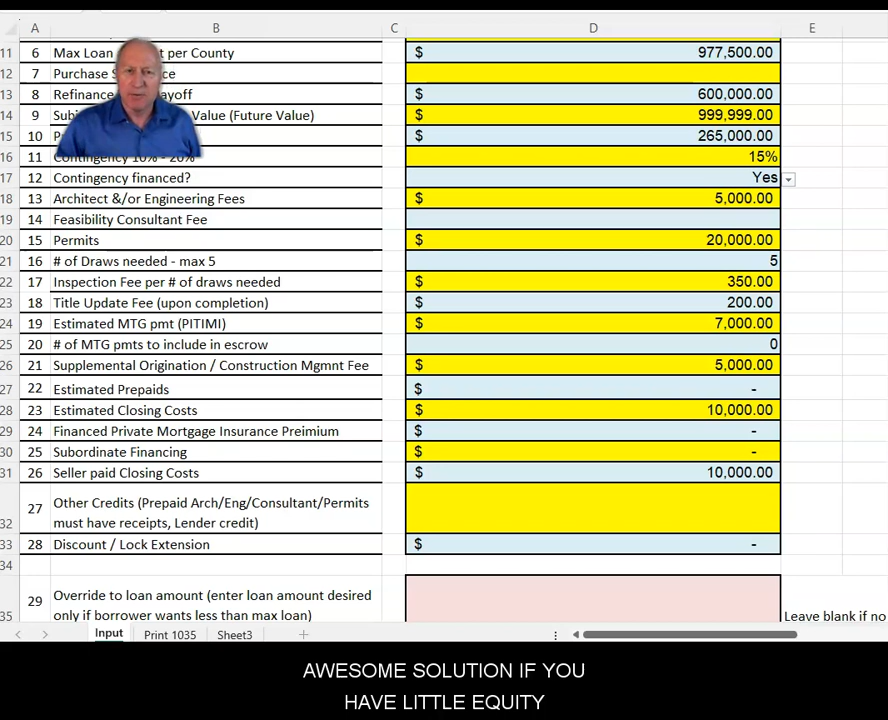 A B C D E
11 6 Max Loan per County $ 977,500.00
12 7 Purchase
13 8 Refinance $ 600,000.00
14 9 Value (Future Value) $ 999,999.00
15 10 $ 265,000.00
16 11 Contingency 10% - 20% 15%
17 12 Contingency financed? Yes
18 13 Architect &/or Engineering Fees $ 5,000.00
19 14 Feasibility Consultant Fee
20 15 Permits $ 20,000.00
21 16 # of Draws needed - max 5 5
22 17 Inspection Fee per # of draws needed $ 350.00
23 18 Title Update Fee (upon completion) $ 200.00
24 19 Estimated MTG pmt (PITIMI) $ 7,000.00
25 20 # of MTG pmts to include in escrow 0
26 21 Supplemental Origination / Construction Mgmnt Fee $ 5,000.00
27 22 Estimated Prepaids $ -
28 23 Estimated Closing Costs $ 10,000.00
29 24 Financed Private Mortgage Insurance Preimium $ -
30 25 Subordinate Financing $ -
31 26 Seller paid Closing Costs $ 10,000.00
27 Other Credits (Prepaid Arch/Eng/Consultant/Permits
32 must have receipts, Lender credit)
33 28 Discount / Lock Extension $ -
34
29 Override to loan amount (enter loan amount desired
35 only if borrower wants less than max loan) Leave blank if no
Input Print 1035 Sheet3
AWESOME SOLUTION IF YOU
HAVE LITTLE EQUITY